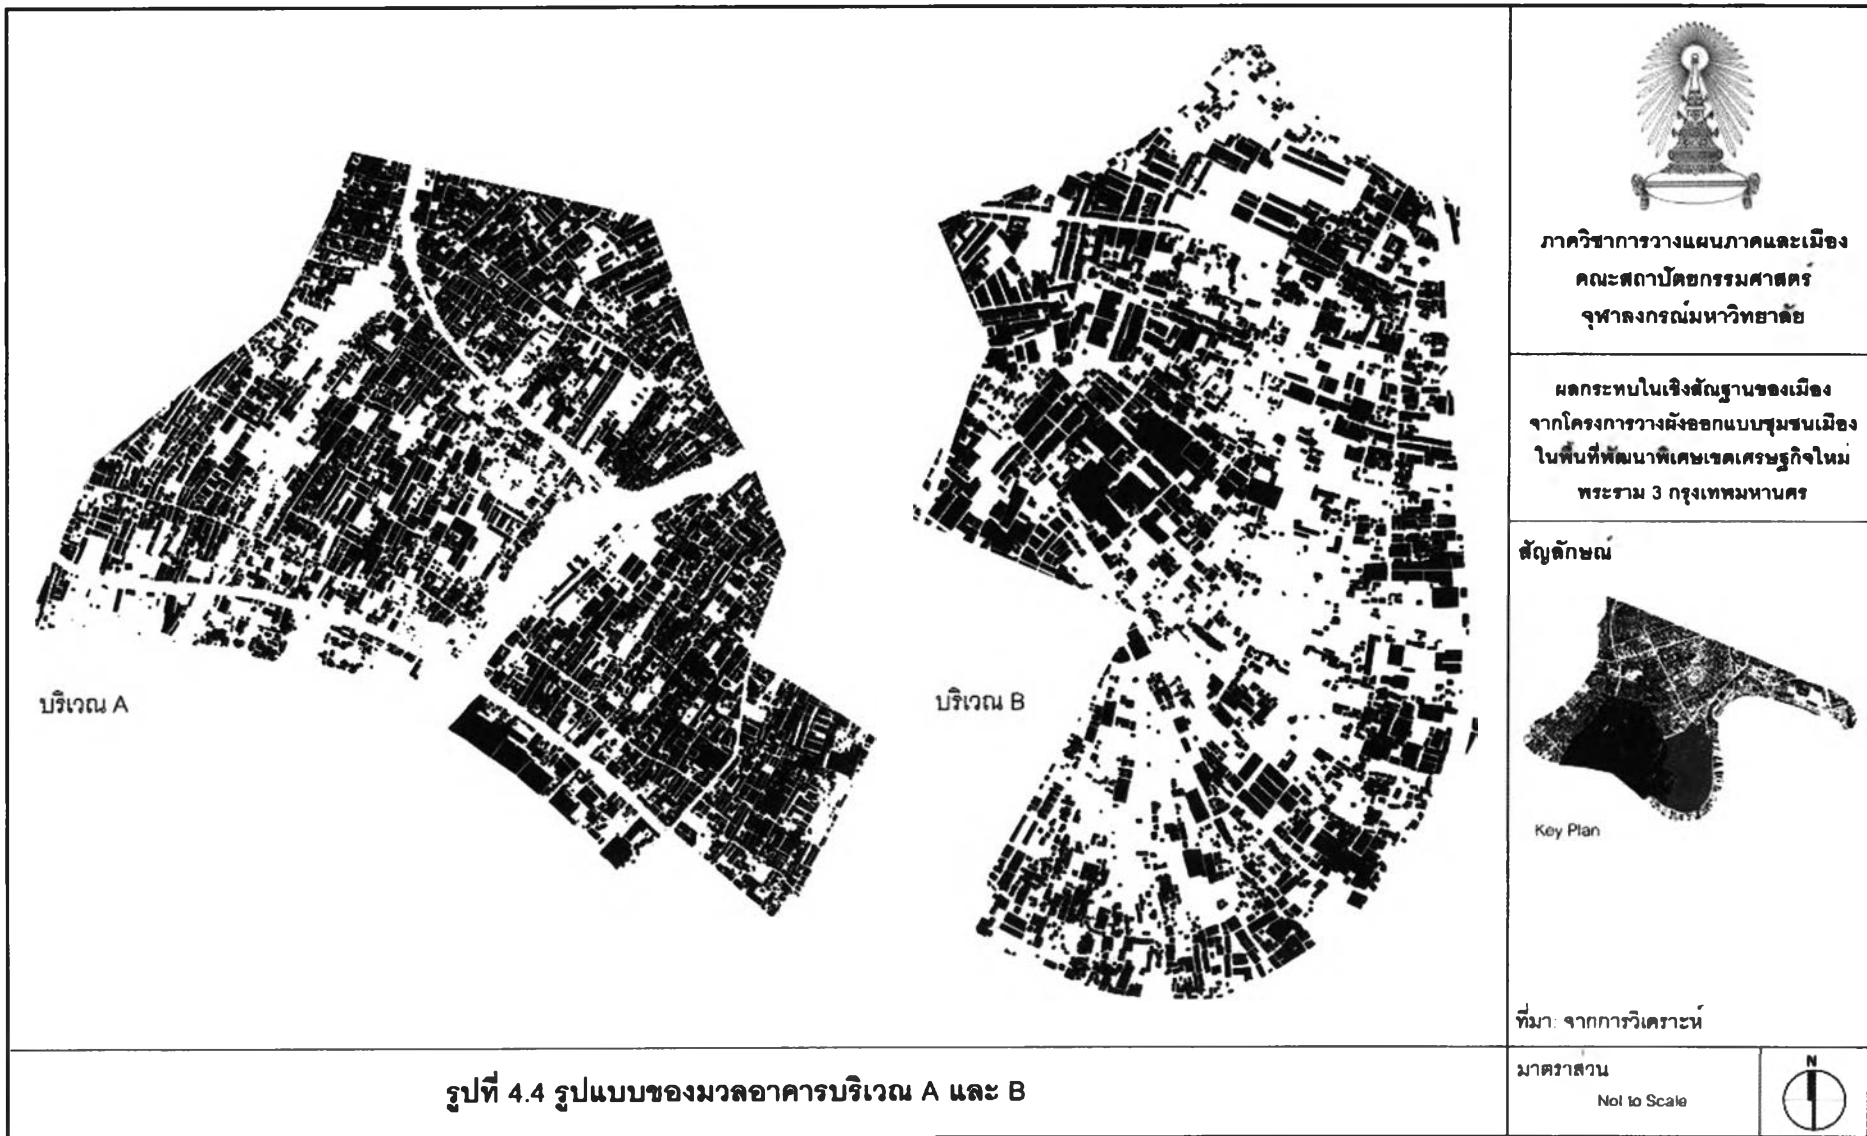 บริเวณ A
บริเวณ B
รูปที่ 4.4 รูปแบบของมวลอาคารบริเวณ A และ B
ภาควิชาการวางแผนภาคและเมือง
คณะสถาปัตยกรรมศาสตร์
จุฬาลงกรณ์มหาวิทยาลัย
ผลกระทบในเชิงสัณฐานของเมือง
จากโครงการวางผังออกแบบชุมชนเมือง
ในพื้นที่พัฒนาพิเศษเขตเศรษฐกิจใหม่
พระราม 3 กรุงเทพมหานคร
สัญลักษณ์
Key Plan
ที่มา: จากการวิเคราะห์
มาตราส่วน
Not to Scale
N